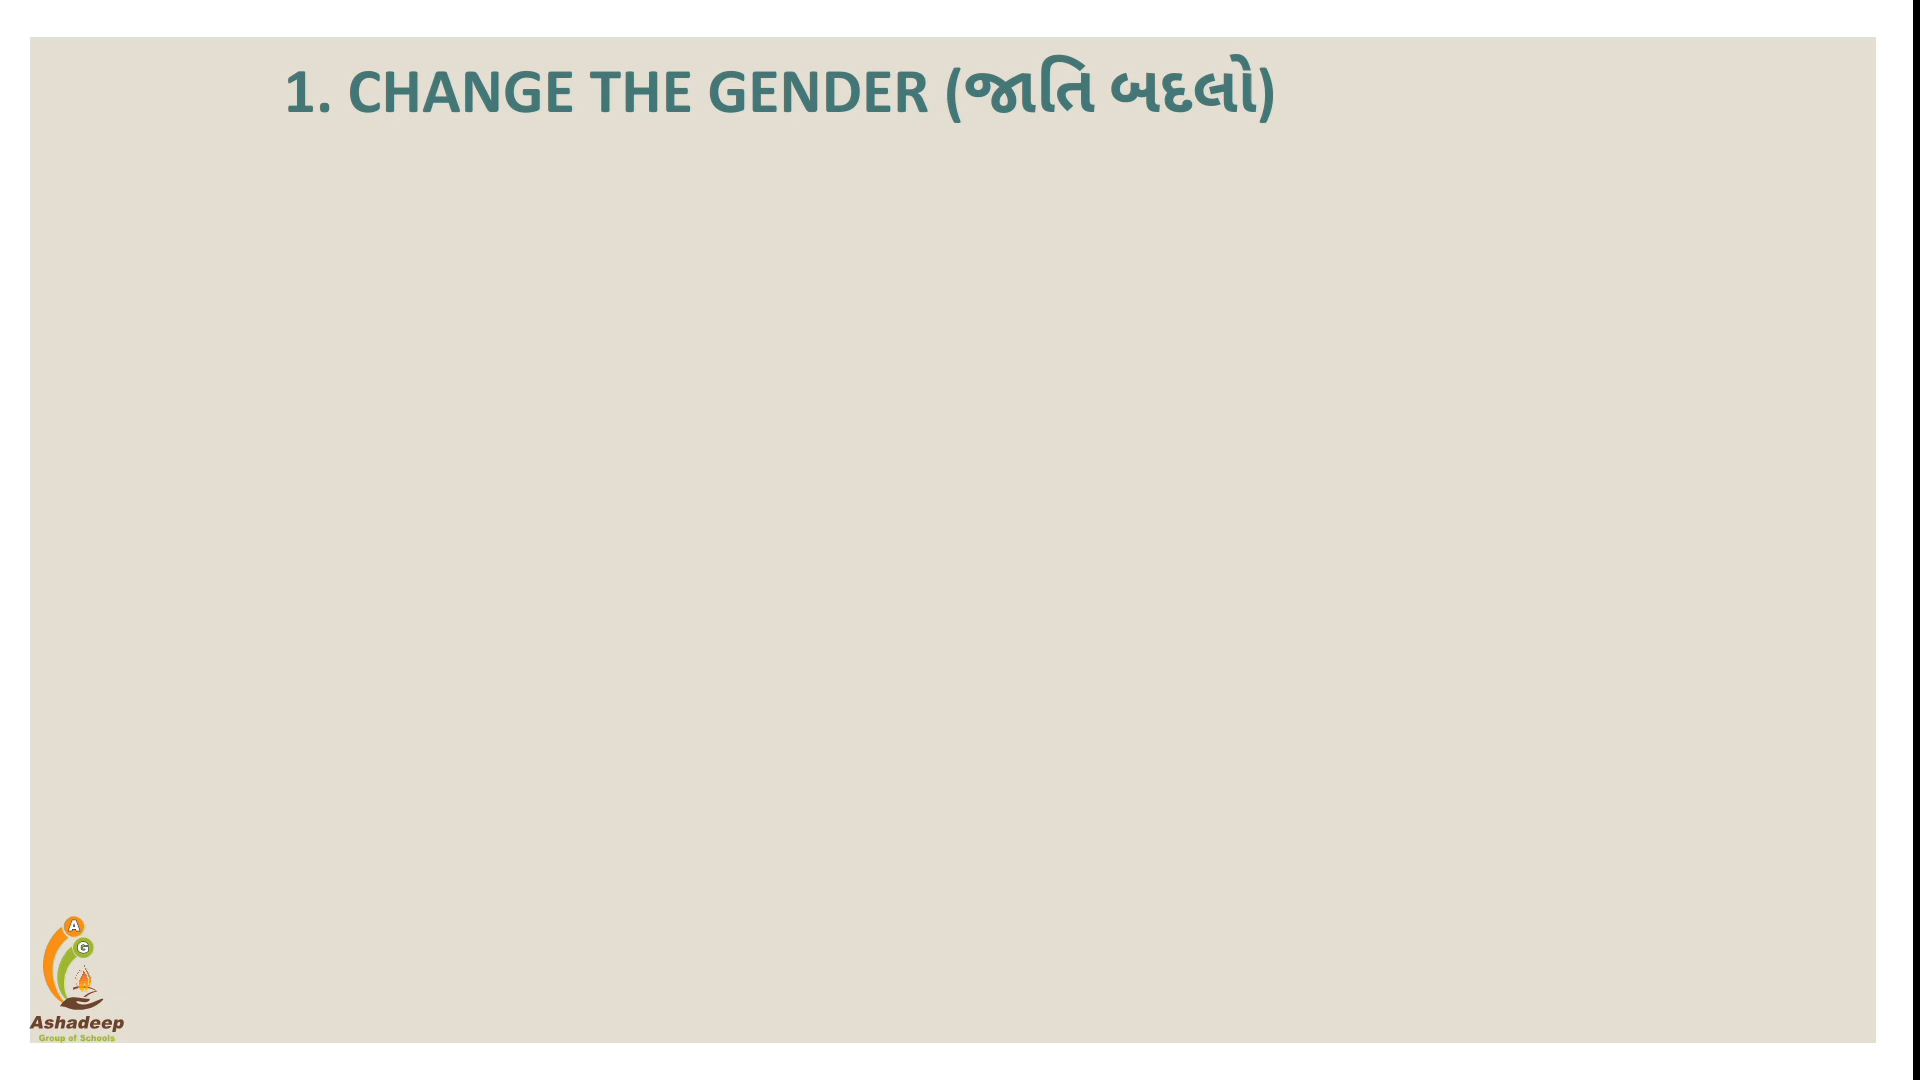 1. CHANGE THE GENDER (જાતિ બદલો)
A
G
Ashadeep
Group of Schools